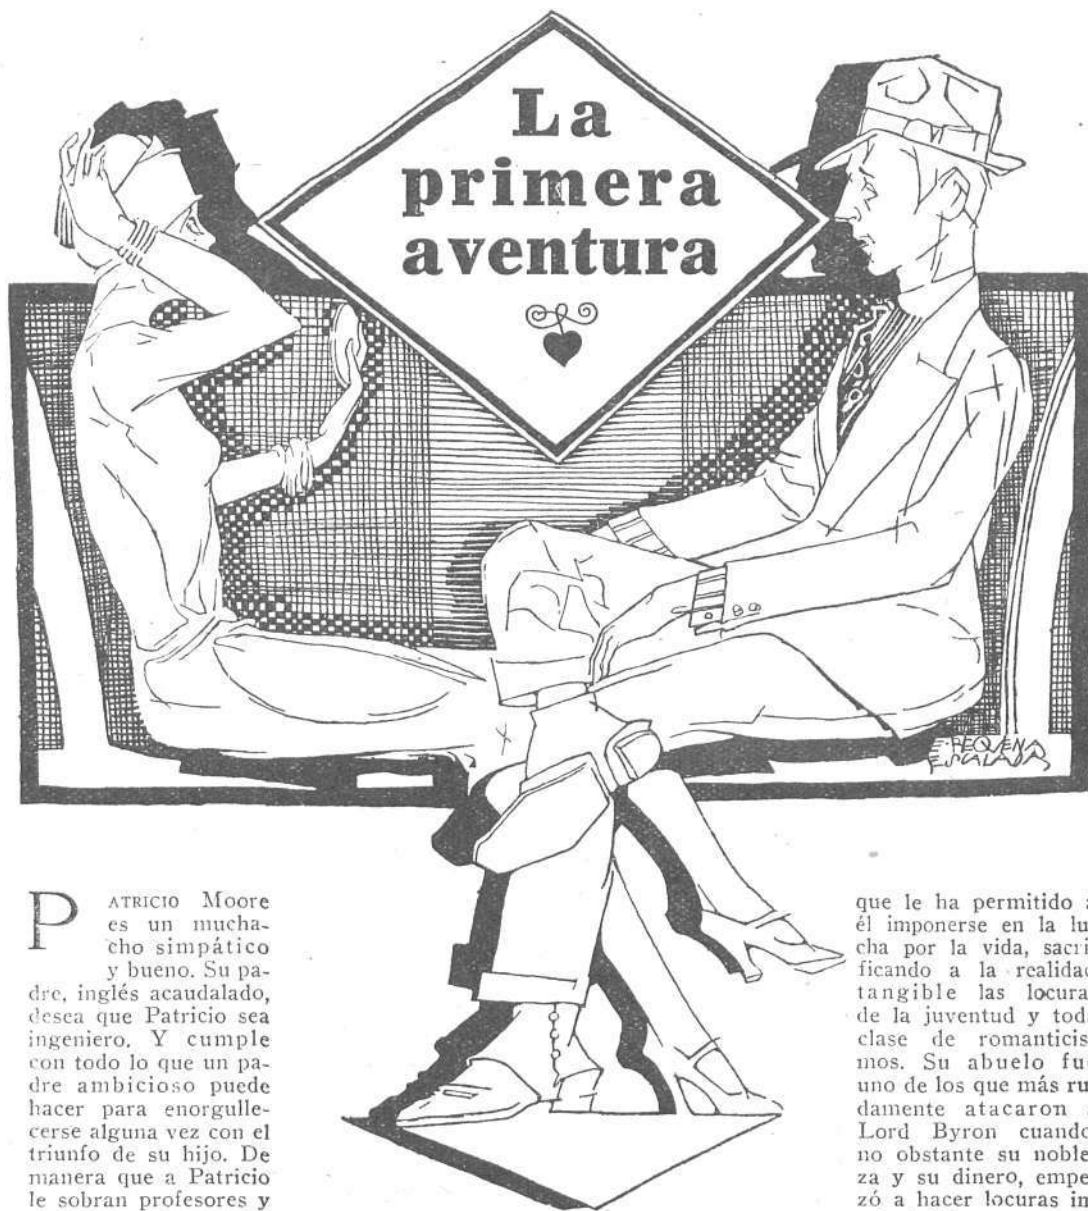 La
primera
aventura
PEQUEÑO
ESCALADA
PATRICIO Moore
es un mucha-
cho simpático
y bueno. Su pa-
dre, inglés acaudalado,
desea que Patricio sea
ingeniero. Y cumple
con todo lo que un pa-
dre ambicioso puede
hacer para enorgulle-
cerse alguna vez con el
triunfo de su hijo. De
manera que a Patricio
le sobran profesores y
que le ha permitido
él imponerse en la lu
cha por la vida, sacri
ficando a la realidad
tangible las locura
de la juventud y tod
clase de romanticis
mos. Su abuelo fu
uno de los que más ru
damente atacaron
Lord Byron cuando
no obstante su noble
za y su dinero, empe
zó a hacer locuras in